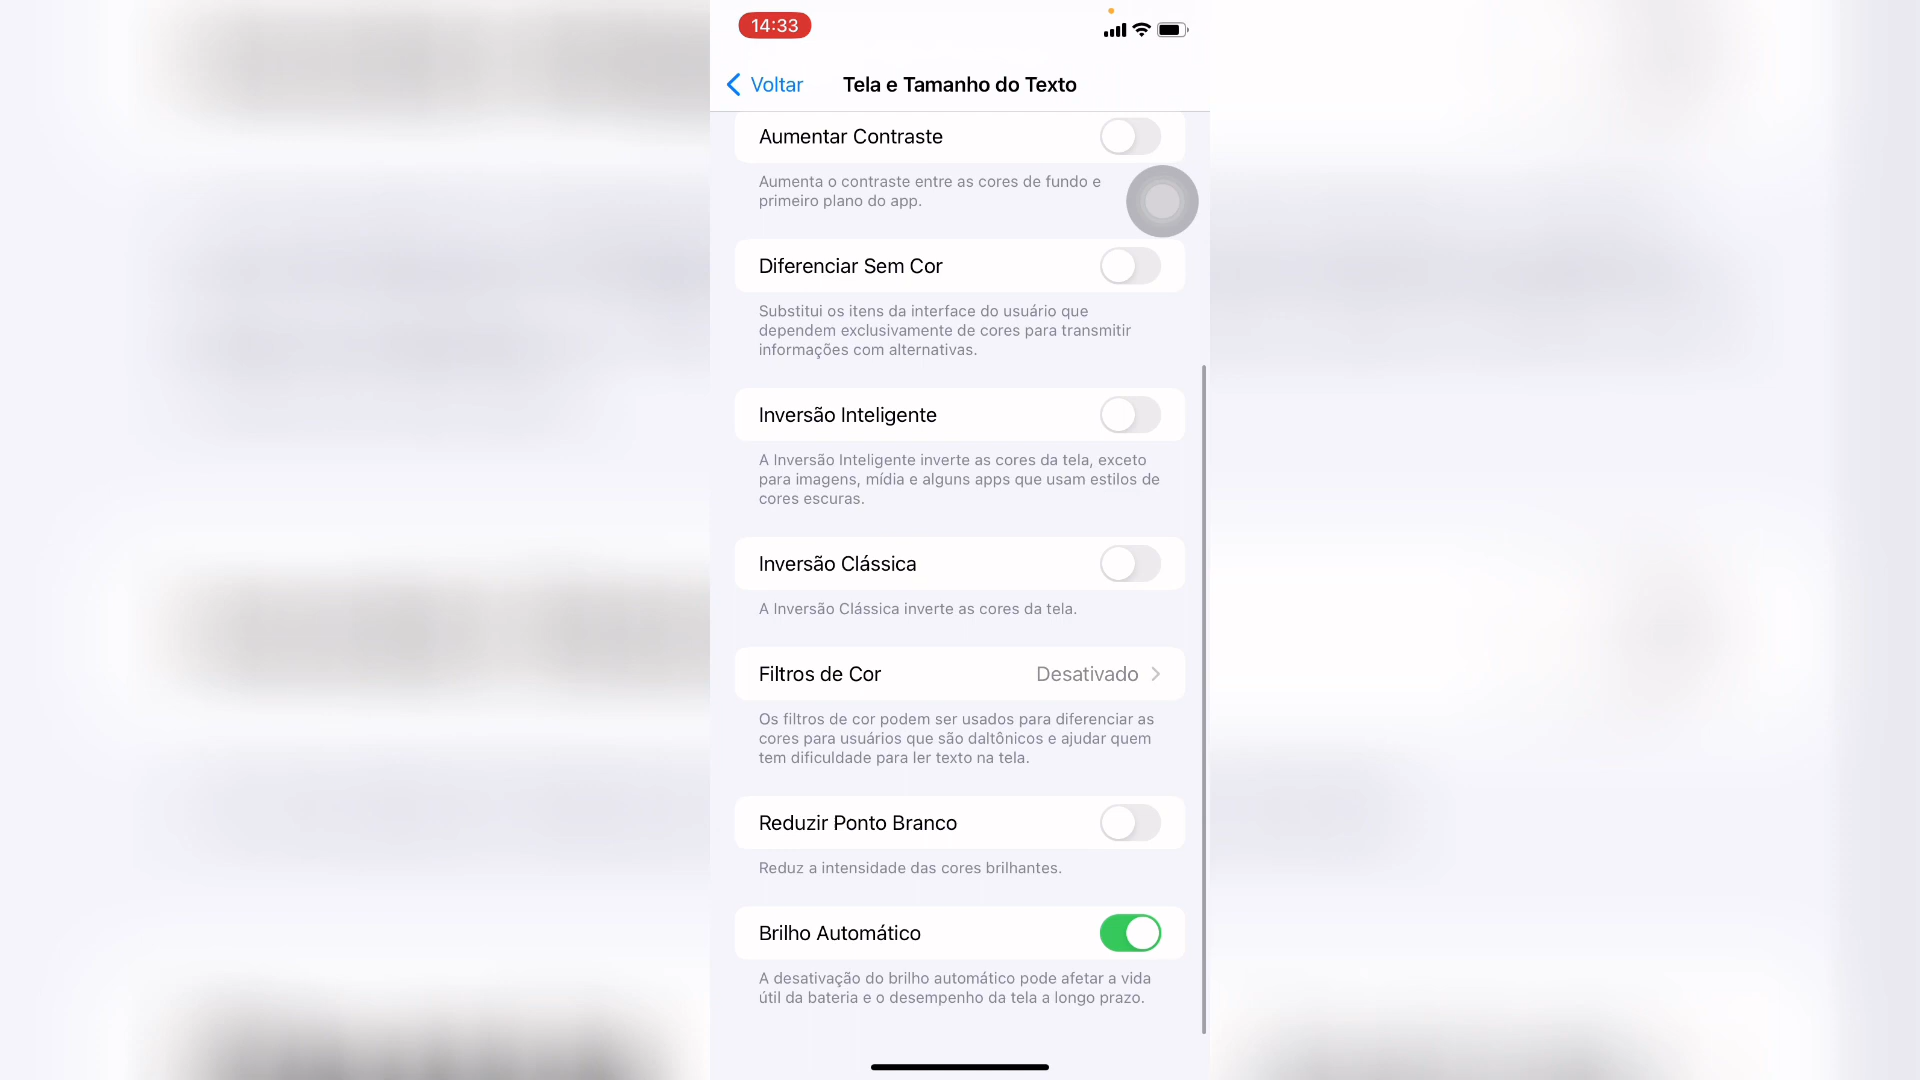 14:33
Voltar
Tela e Tamanho do Texto
Aumentar Contraste
Aumenta o contraste entre as cores de fundo e
primeiro plano do app.
Diferenciar Sem Cor
Substitui os itens da interface do usuário que
dependem exclusivamente de cores para transmitir
informações com alternativas.
Inversão Inteligente
A Inversão Inteligente inverte as cores da tela, exceto
para imagens, mídia e alguns apps que usam estilos de
cores escuras.
Inversão Clássica
A Inversão Clássica inverte as cores da tela.
Filtros de Cor Desativado
Os filtros de cor podem ser usados para diferenciar as
cores para usuários que são daltônicos e ajudar quem
tem dificuldade para ler texto na tela.
Reduzir Ponto Branco
Reduz a intensidade das cores brilhantes.
Brilho Automático
A desativação do brilho automático pode afetar a vida
útil da bateria e o desempenho da tela a longo prazo.